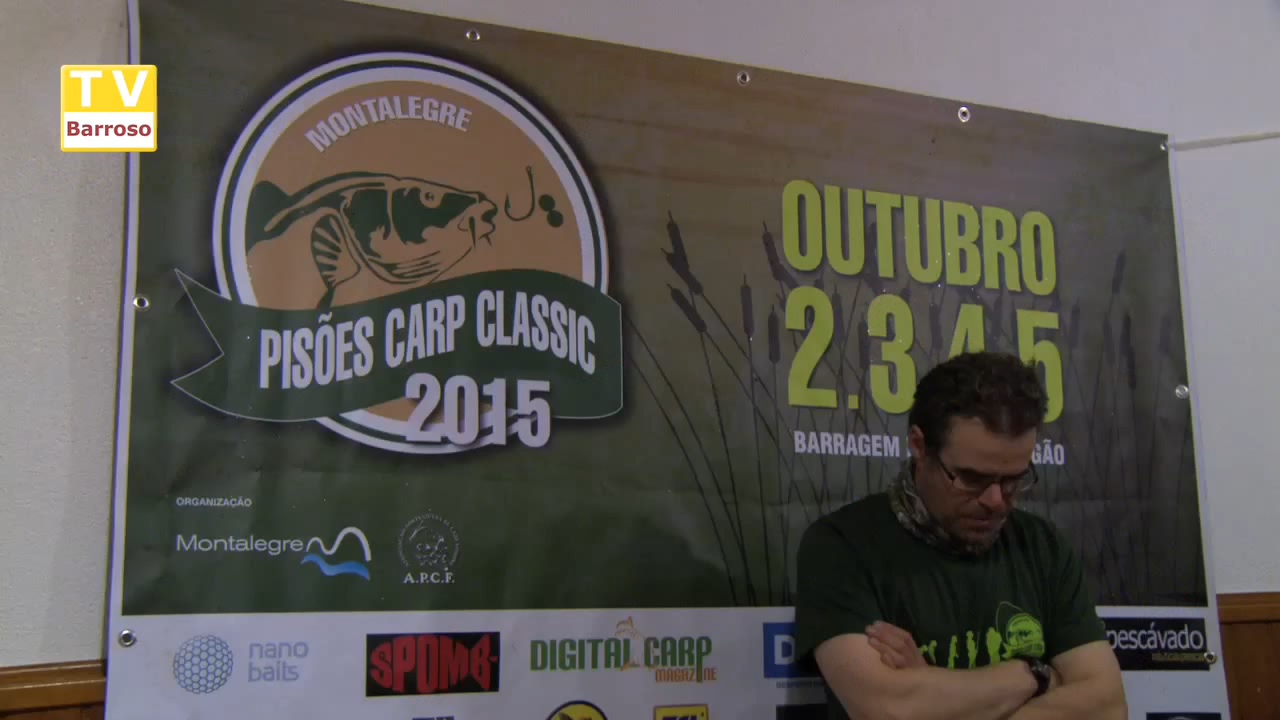 TV
Barroso
MONTALEGRE
PISÕES CARP CLASSIC
2015
OUTUBRO
2.3.4.5
BARRAGEM
ORGANIZAÇÃO
Montalegre
A.P.C.F.
nano
baits
SPOMB
DIGITAL CARP
MAGAZINE
pescávado